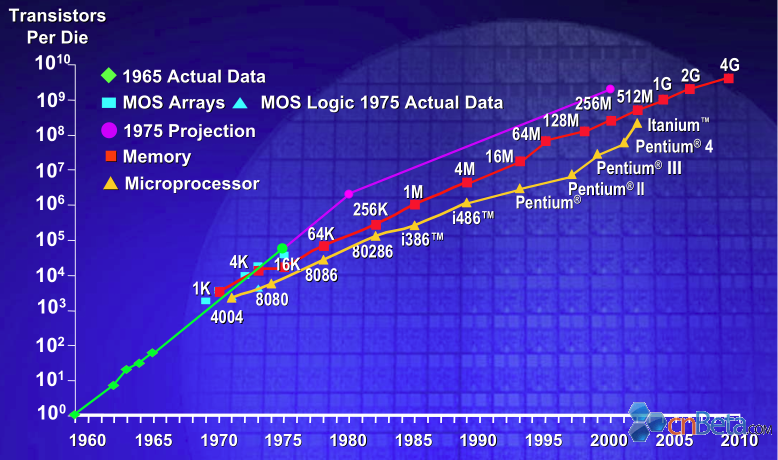 Transistors
Per Die
10¹⁰
10⁹
10⁸
10⁷
10⁶
10⁵
10⁴
10³
10²
10¹
10⁰
1965 Actual Data
MOS Arrays MOS Logic 1975 Actual Data
1975 Projection
Memory
Microprocessor
1K
4K
16K
64K
256K
1M
4M
16M
64M
128M
256M
512M
1G
2G
4G
4004
8080
8086
80286
i386™
i486™
Pentium®
Pentium® II
Pentium® III
Pentium® 4
Itanium™
1960 1965 1970 1975 1980 1985 1990 1995 2000 2005 2010
cnBeta.com